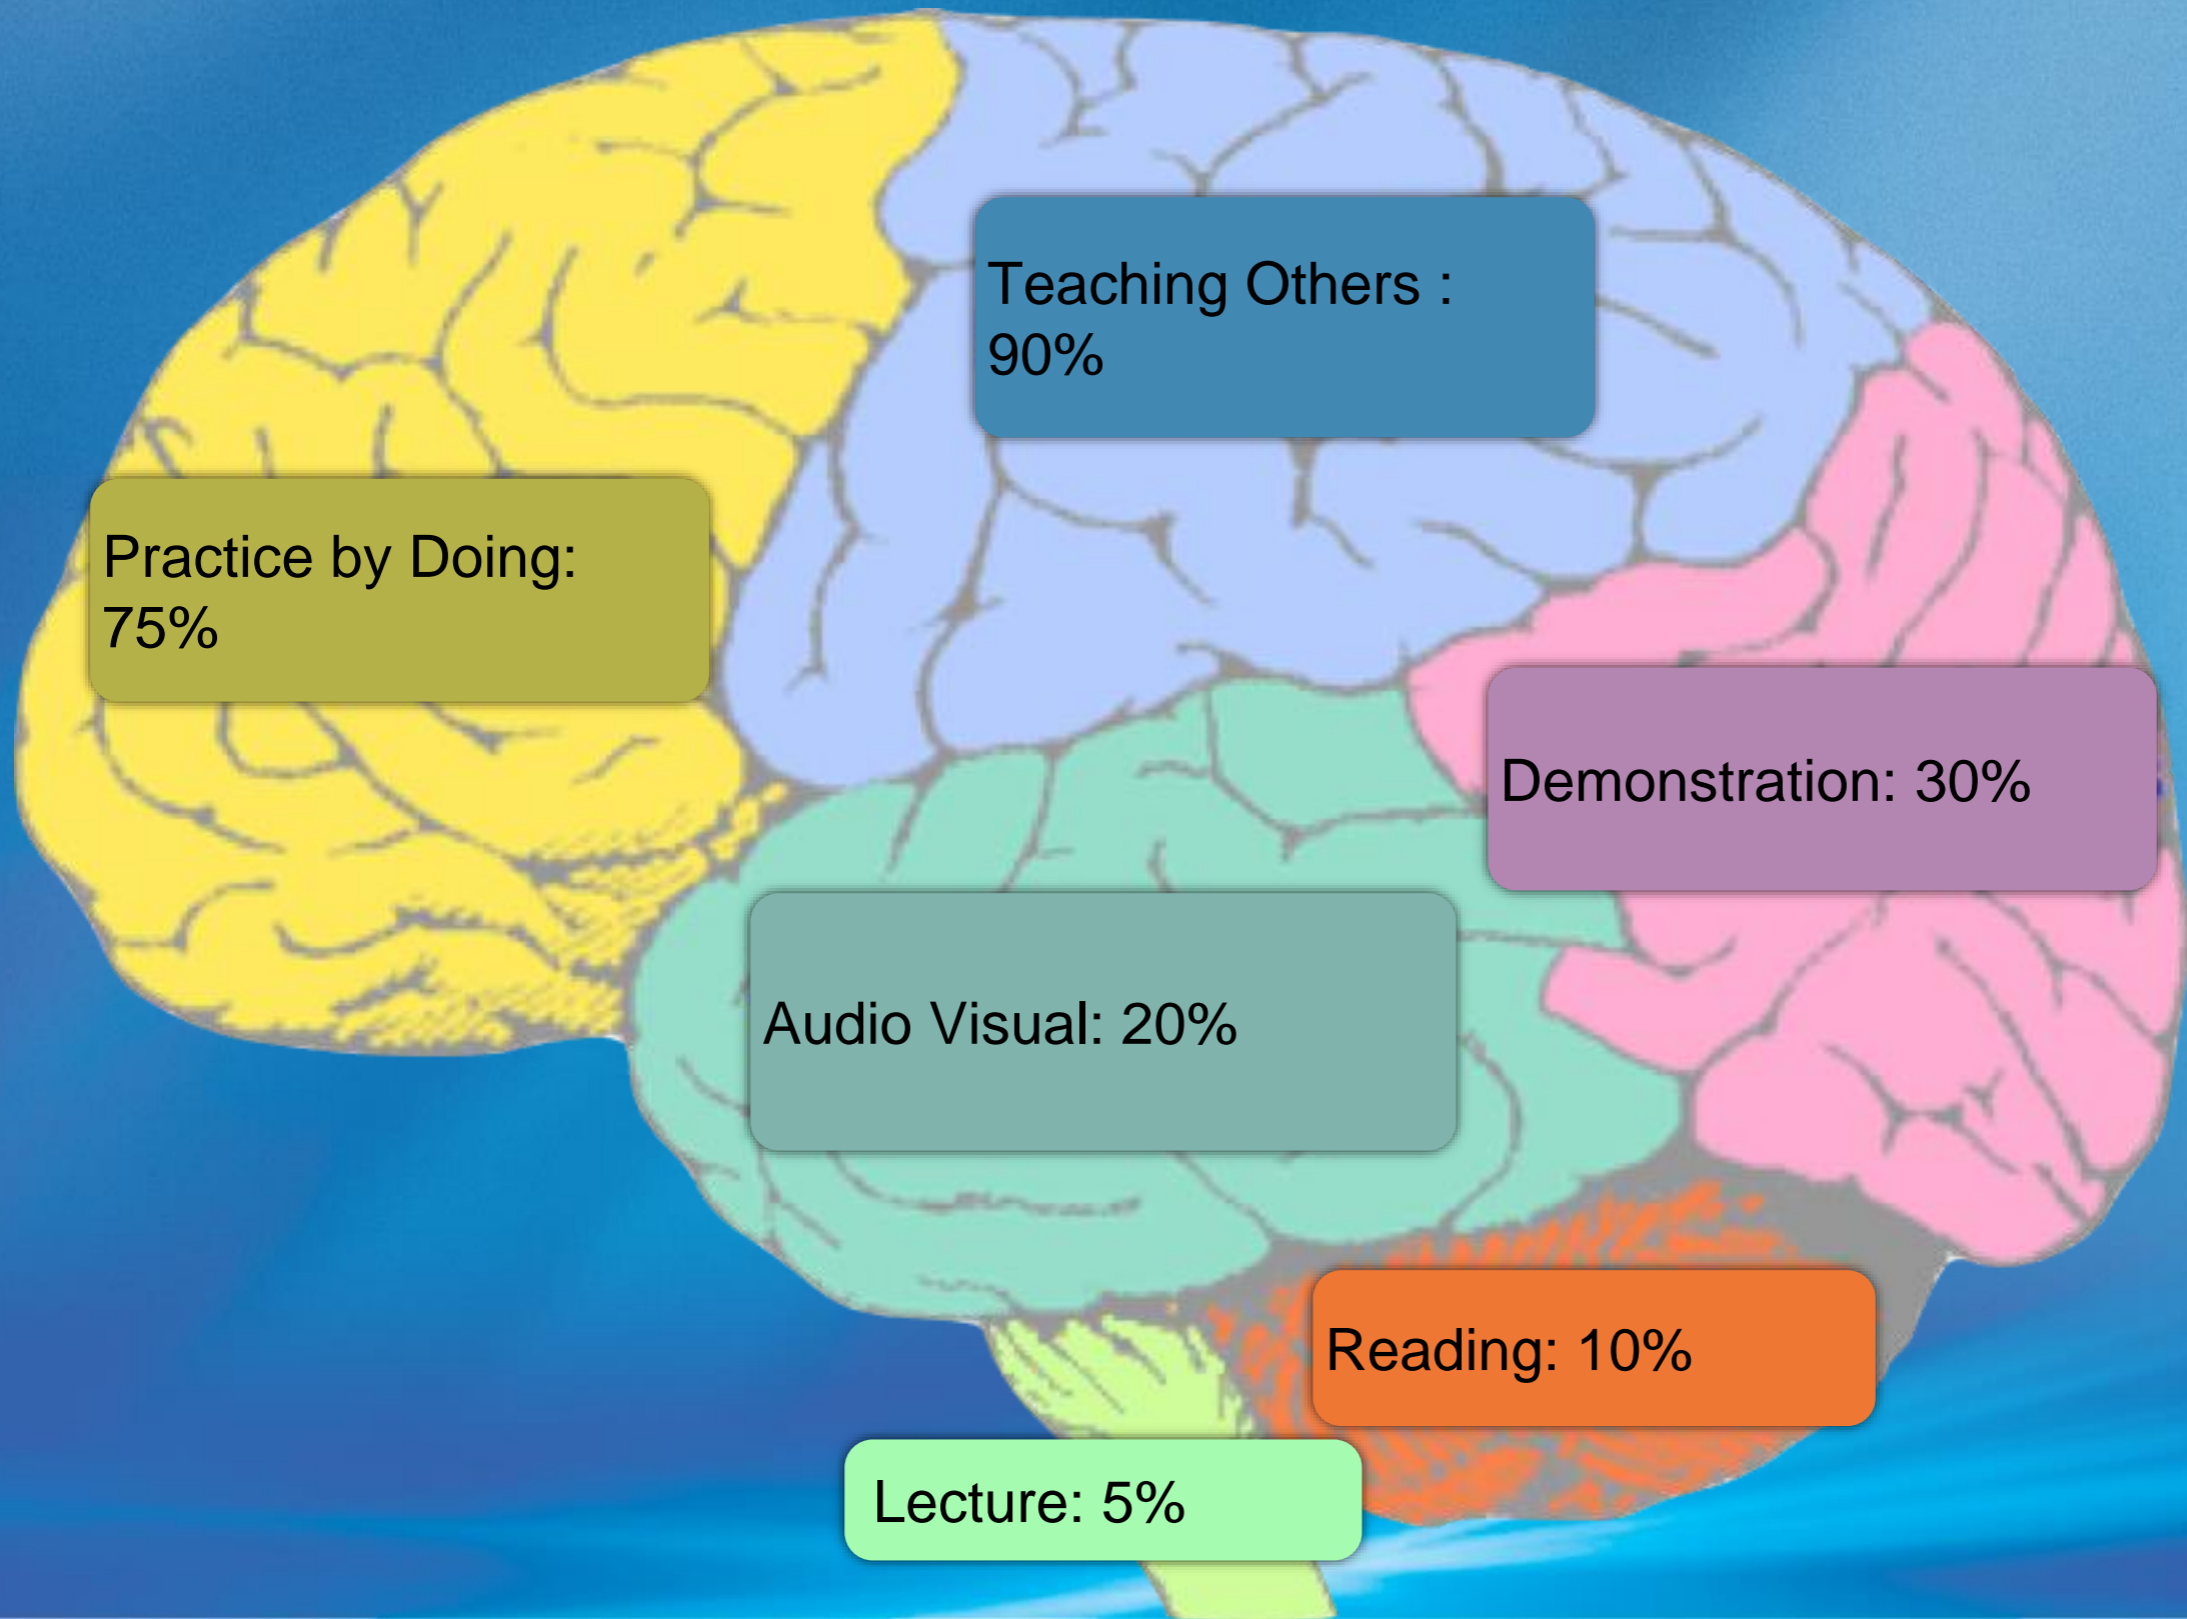 Teaching Others :
90%
Practice by Doing:
75%
Demonstration: 30%
Audio Visual: 20%
Reading: 10%
Lecture: 5%